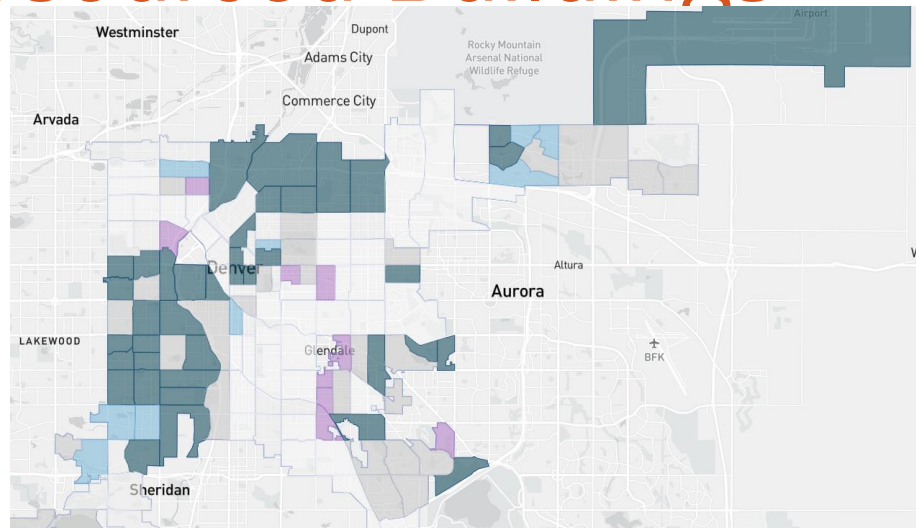 Airport
Westminster
Dupont
Adams City
Rocky Mountain
Arsenal National
Wildlife Refuge
Commerce City
Arvada
Denver
Altura
Aurora
LAKEWOOD
Glendale
BFK
Sheridan